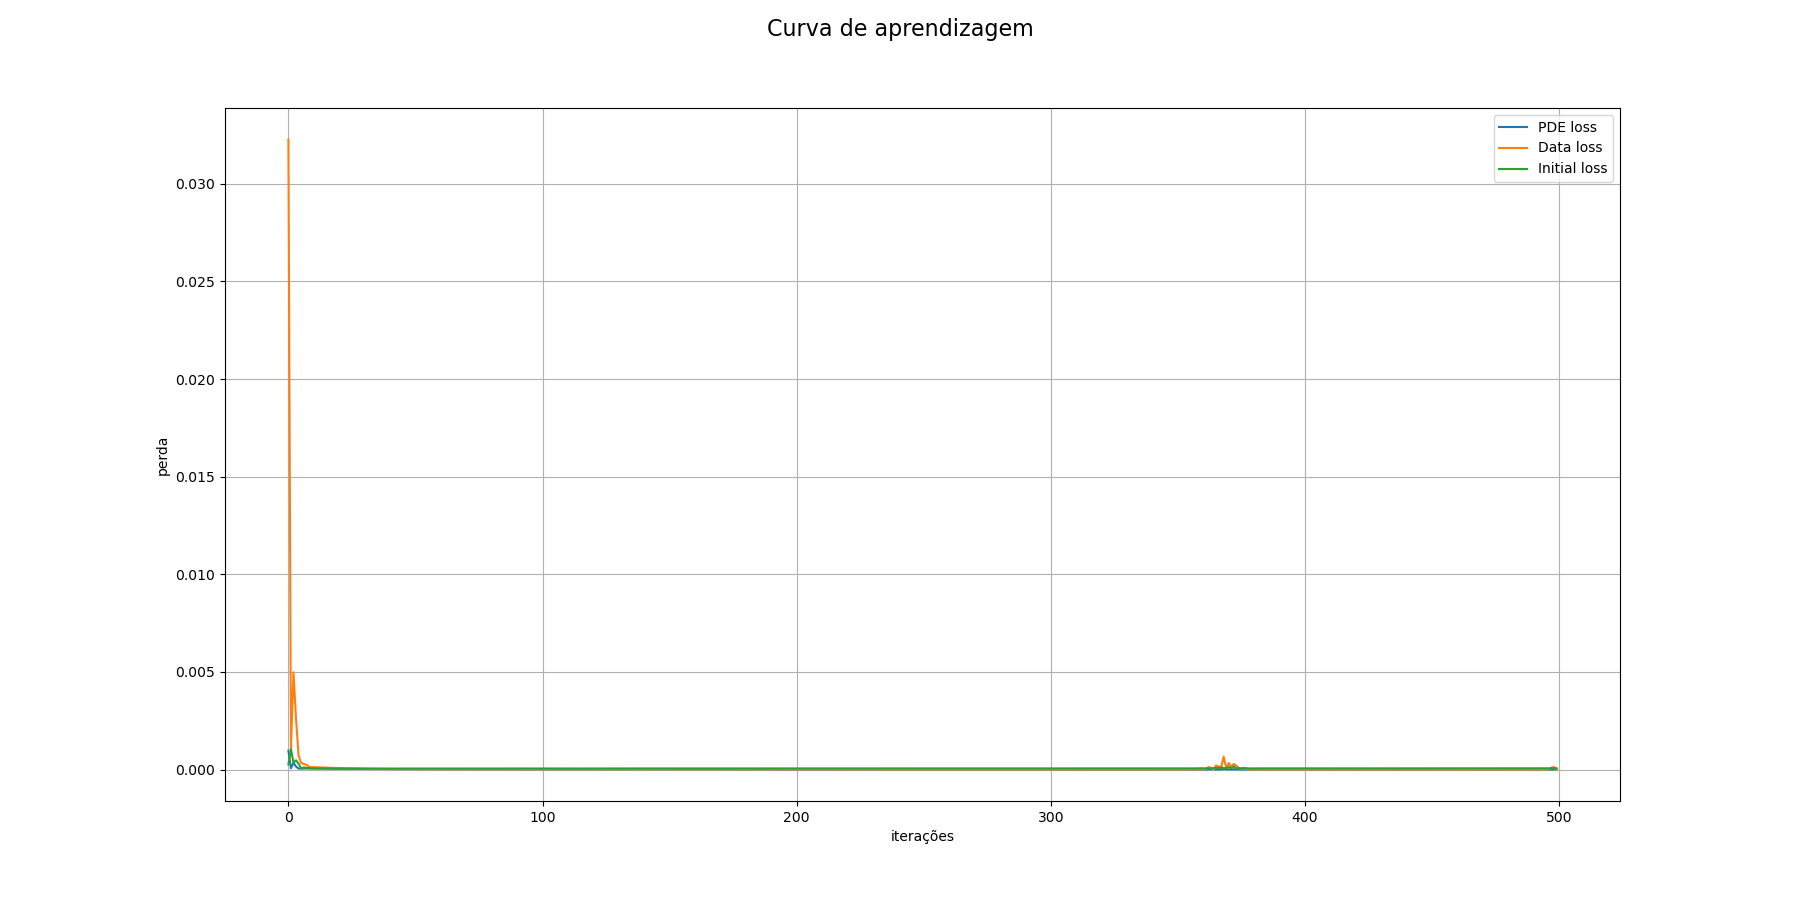 Curva de aprendizagem
PDE loss
Data loss
Initial loss
0.030
0.025
0.020
0.015
0.010
0.005
0.000
perda
0 100 200 300 400 500
iterações